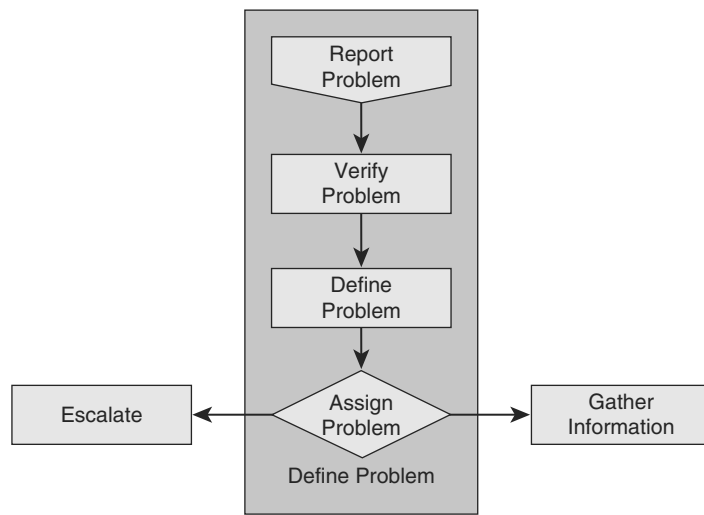 Report
Problem
Verify
Problem
Define
Problem
Escalate
Assign
Problem
Gather
Information
Define Problem